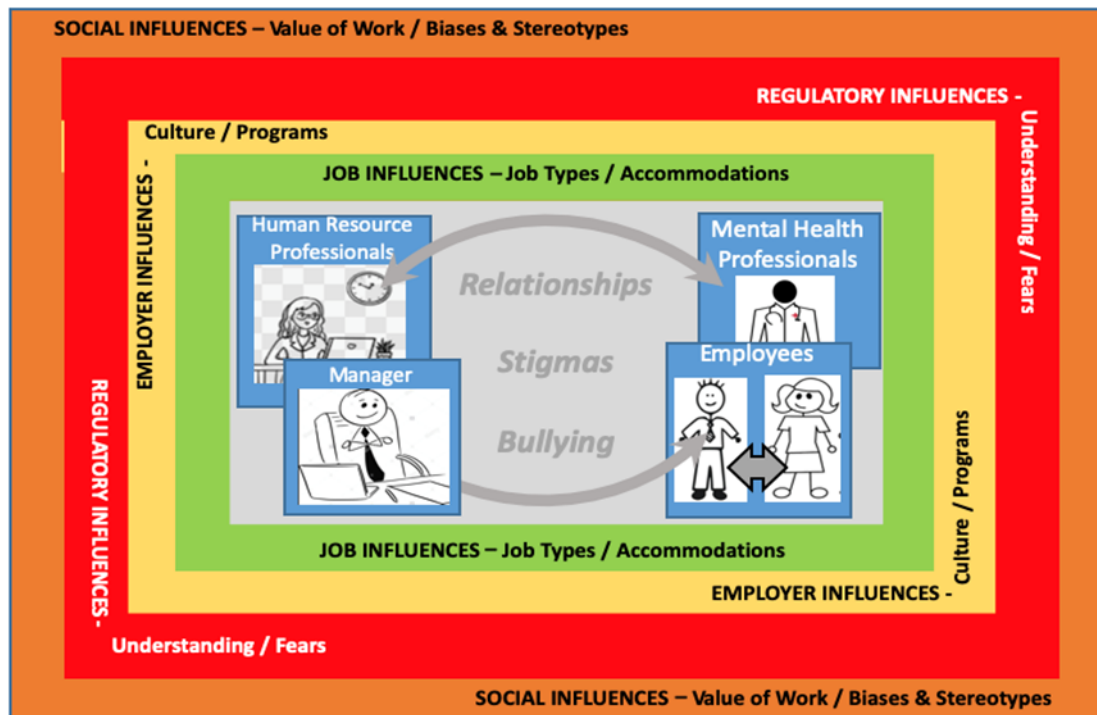 SOCIAL INFLUENCES – Value of Work / Biases & Stereotypes
REGULATORY INFLUENCES -
Understanding / Fears
Culture / Programs
EMPLOYER INFLUENCES -
JOB INFLUENCES – Job Types / Accommodations
Human Resource
Professionals
Mental Health
Professionals
Relationships
Stigmas
Bullying
Manager
Employees
JOB INFLUENCES – Job Types / Accommodations
EMPLOYER INFLUENCES -
Culture / Programs
REGULATORY INFLUENCES-
Understanding / Fears
SOCIAL INFLUENCES – Value of Work / Biases & Stereotypes